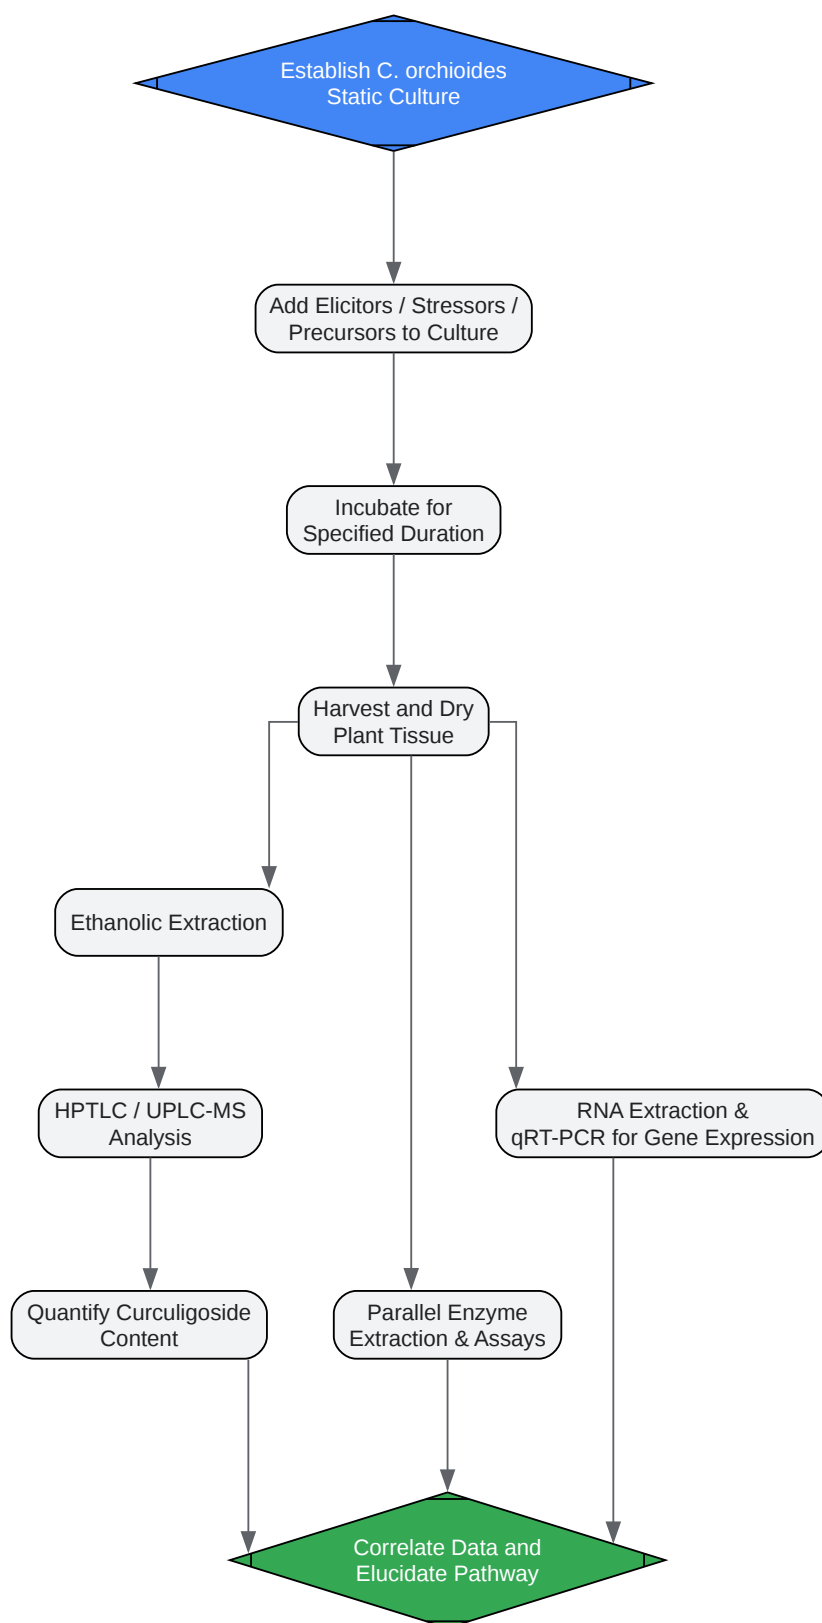 Establish C. orchioides
Static Culture
Add Elicitors / Stressors /
Precursors to Culture
Incubate for
Specified Duration
Harvest and Dry
Plant Tissue
Ethanolic Extraction
HPTLC / UPLC-MS
Analysis
RNA Extraction &
qRT-PCR for Gene Expression
Quantify Curculigoside
Content
Parallel Enzyme
Extraction & Assays
Correlate Data and
Elucidate Pathway